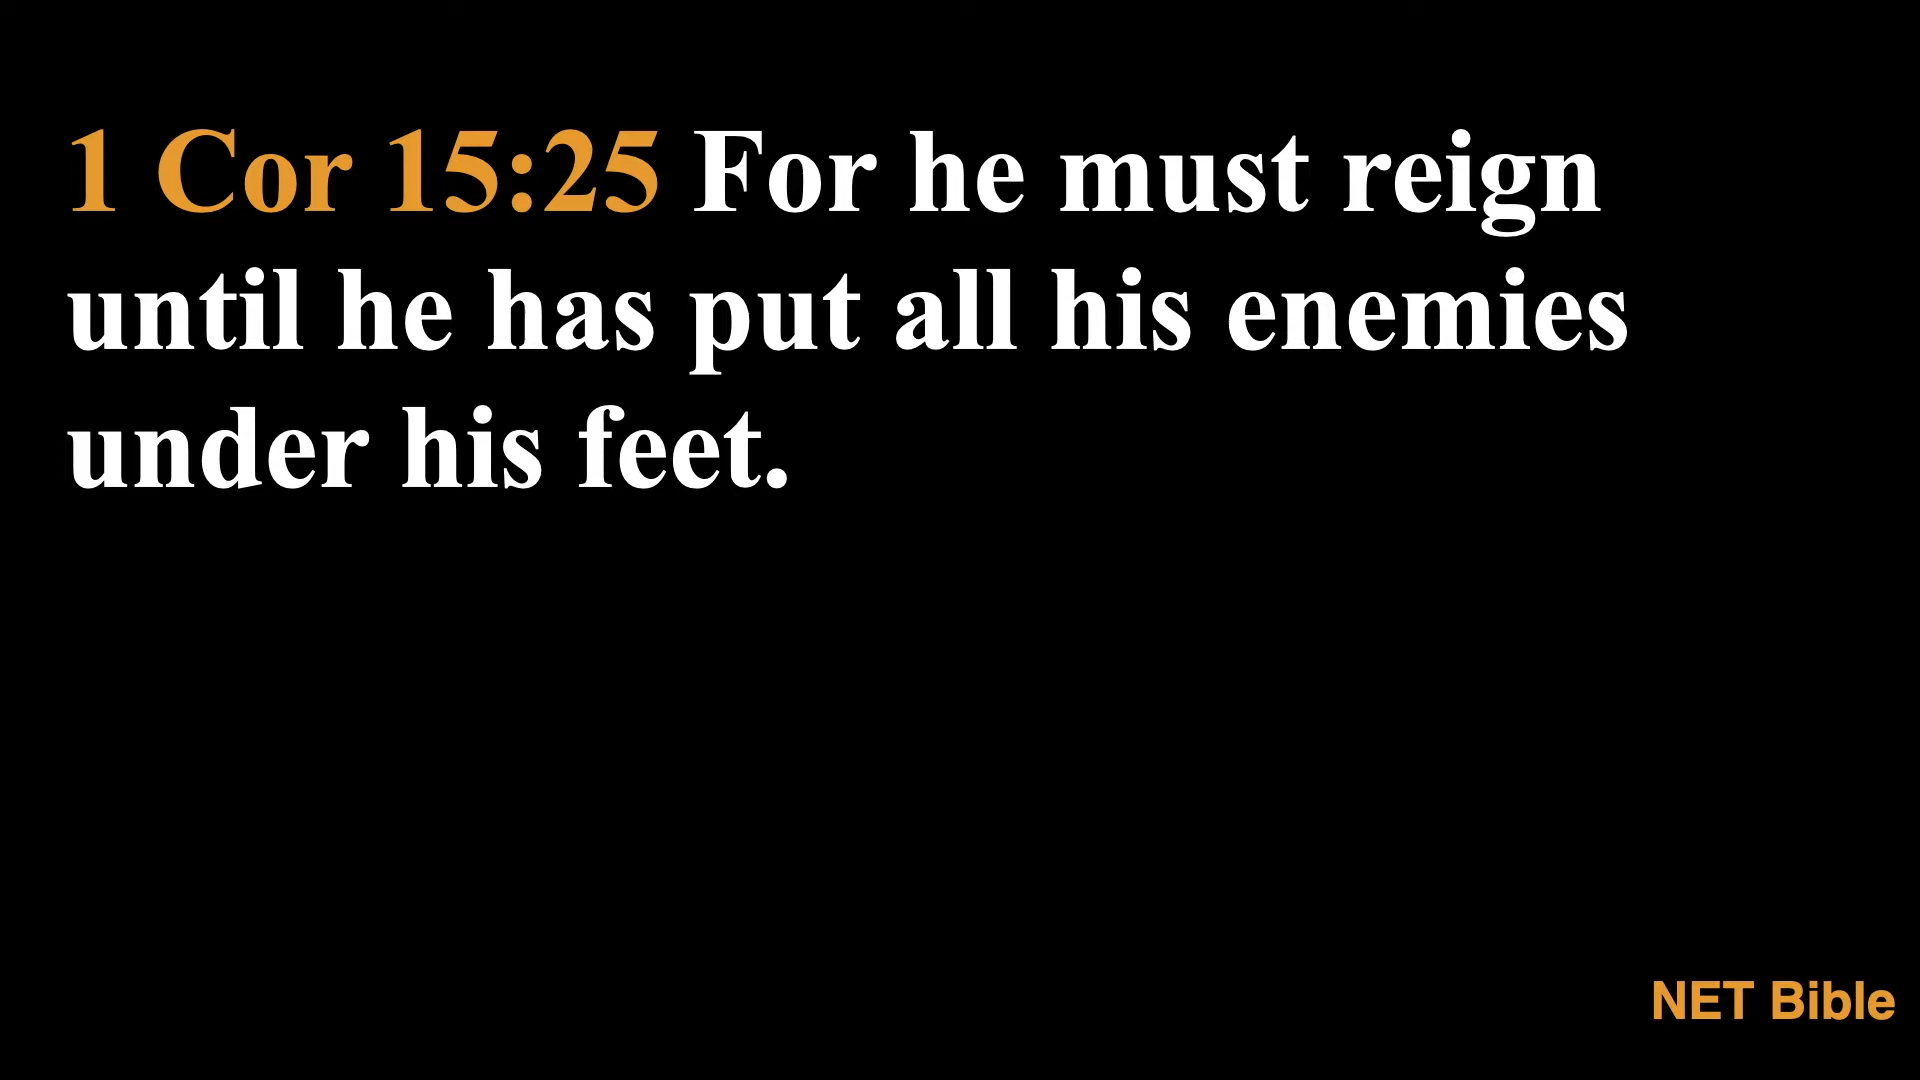 1 Cor 15:25 For he must reign
until he has put all his enemies
under his feet.
NET Bible